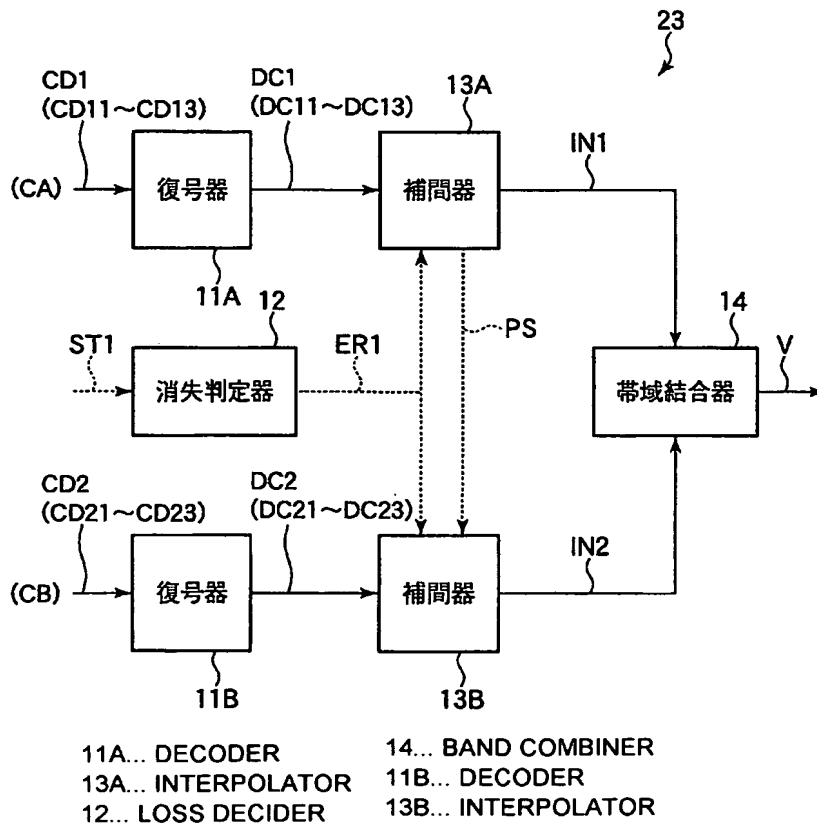 23
CD1
(CD11～CD13)
DC1
(DC11～DC13)
13A
IN1
(CA)
復号器
補間器
11A
12
ST1
消失判定器
ER1
PS
14
帯域結合器
V
CD2
(CD21～CD23)
DC2
(DC21～DC23)
IN2
(CB)
復号器
補間器
11B
13B
11A... DECODER
13A... INTERPOLATOR
12... LOSS DECIDER
14... BAND COMBINER
11B... DECODER
13B... INTERPOLATOR